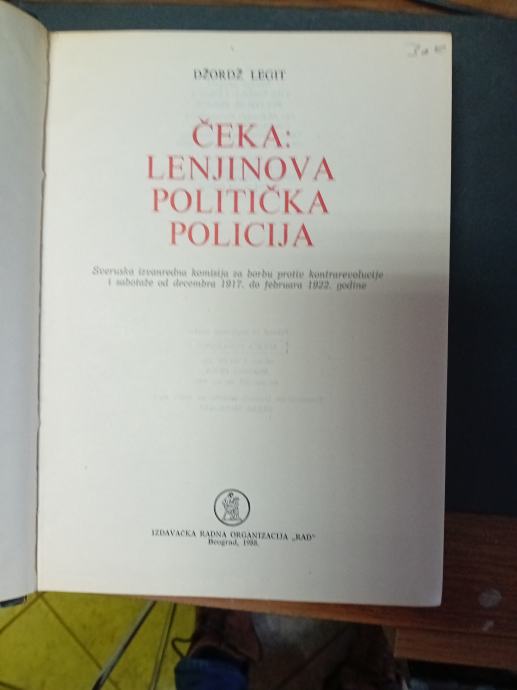 DŽORDŽ LEGIT
ČEKA:
LENJINOVA
POLITIČKA
POLICIJA
Sveruska izvanredna komisija za borbu protiv kontrarevolucije
i sabotaže od decembra 1917. do februara 1922. godine
IZDAVAČKA RADNA ORGANIZACIJA „RAD"
Beograd, 1988.